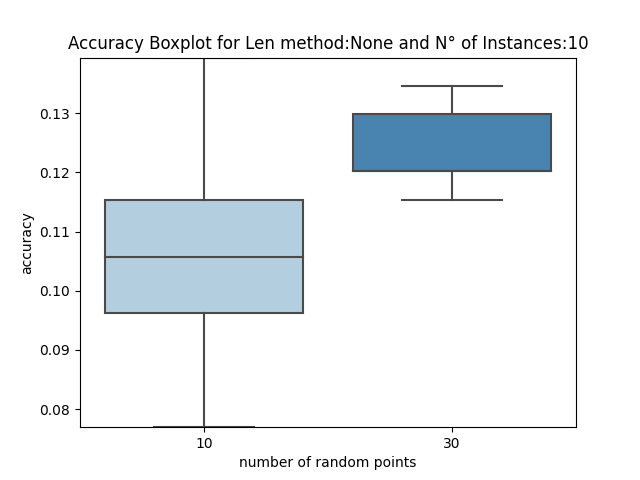 Accuracy Boxplot for Len method:None and N° of Instances:10
0.13
0.12
0.11
0.10
0.09
0.08
accuracy
10 30
number of random points